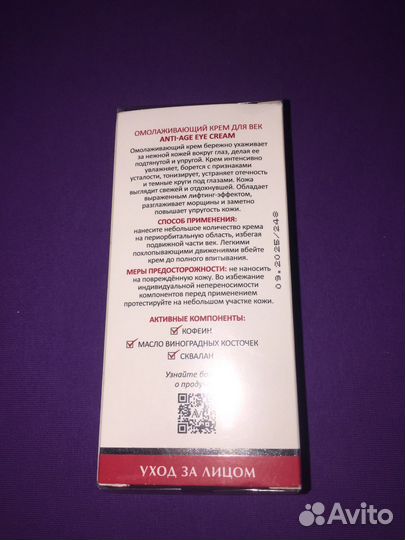 ОМОЛАЖИВАЮЩИЙ КРЕМ ДЛЯ ВЕК
ANTI-AGE EYE CREAM
Омолаживающий крем бережно ухаживает
за нежной кожей вокруг глаз, делая ее
подтянутой и упругой. Крем интенсивно
увлажняет, борется с признаками
усталости, тонизирует, устраняет отечность
и темные круги под глазами. Кожа
выглядит свежей и отдохнувшей. Обладает
выраженным лифтинг-эффектом,
разглаживает морщины и заметно
повышает упругость кожи.
СПОСОБ ПРИМЕНЕНИЯ:
нанесите небольшое количество крема
на периорбитальную область, избегая
подвижной части век. Легкими
похлопывающими движениями вбейте
крем до полного впитывания.
МЕРЫ ПРЕДОСТОРОЖНОСТИ: не наносить
на повреждённую кожу. Во избежание
индивидуальной непереносимости
компонентов перед применением
протестируйте на небольшом участке кожи.
АКТИВНЫЕ КОМПОНЕНТЫ:
КОФЕИН
МАСЛО ВИНОГРАДНЫХ КОСТОЧЕК
СКВАЛАН
Узнайте
о
УХОД ЗА ЛИЦОМ
09.2025/248
Avito